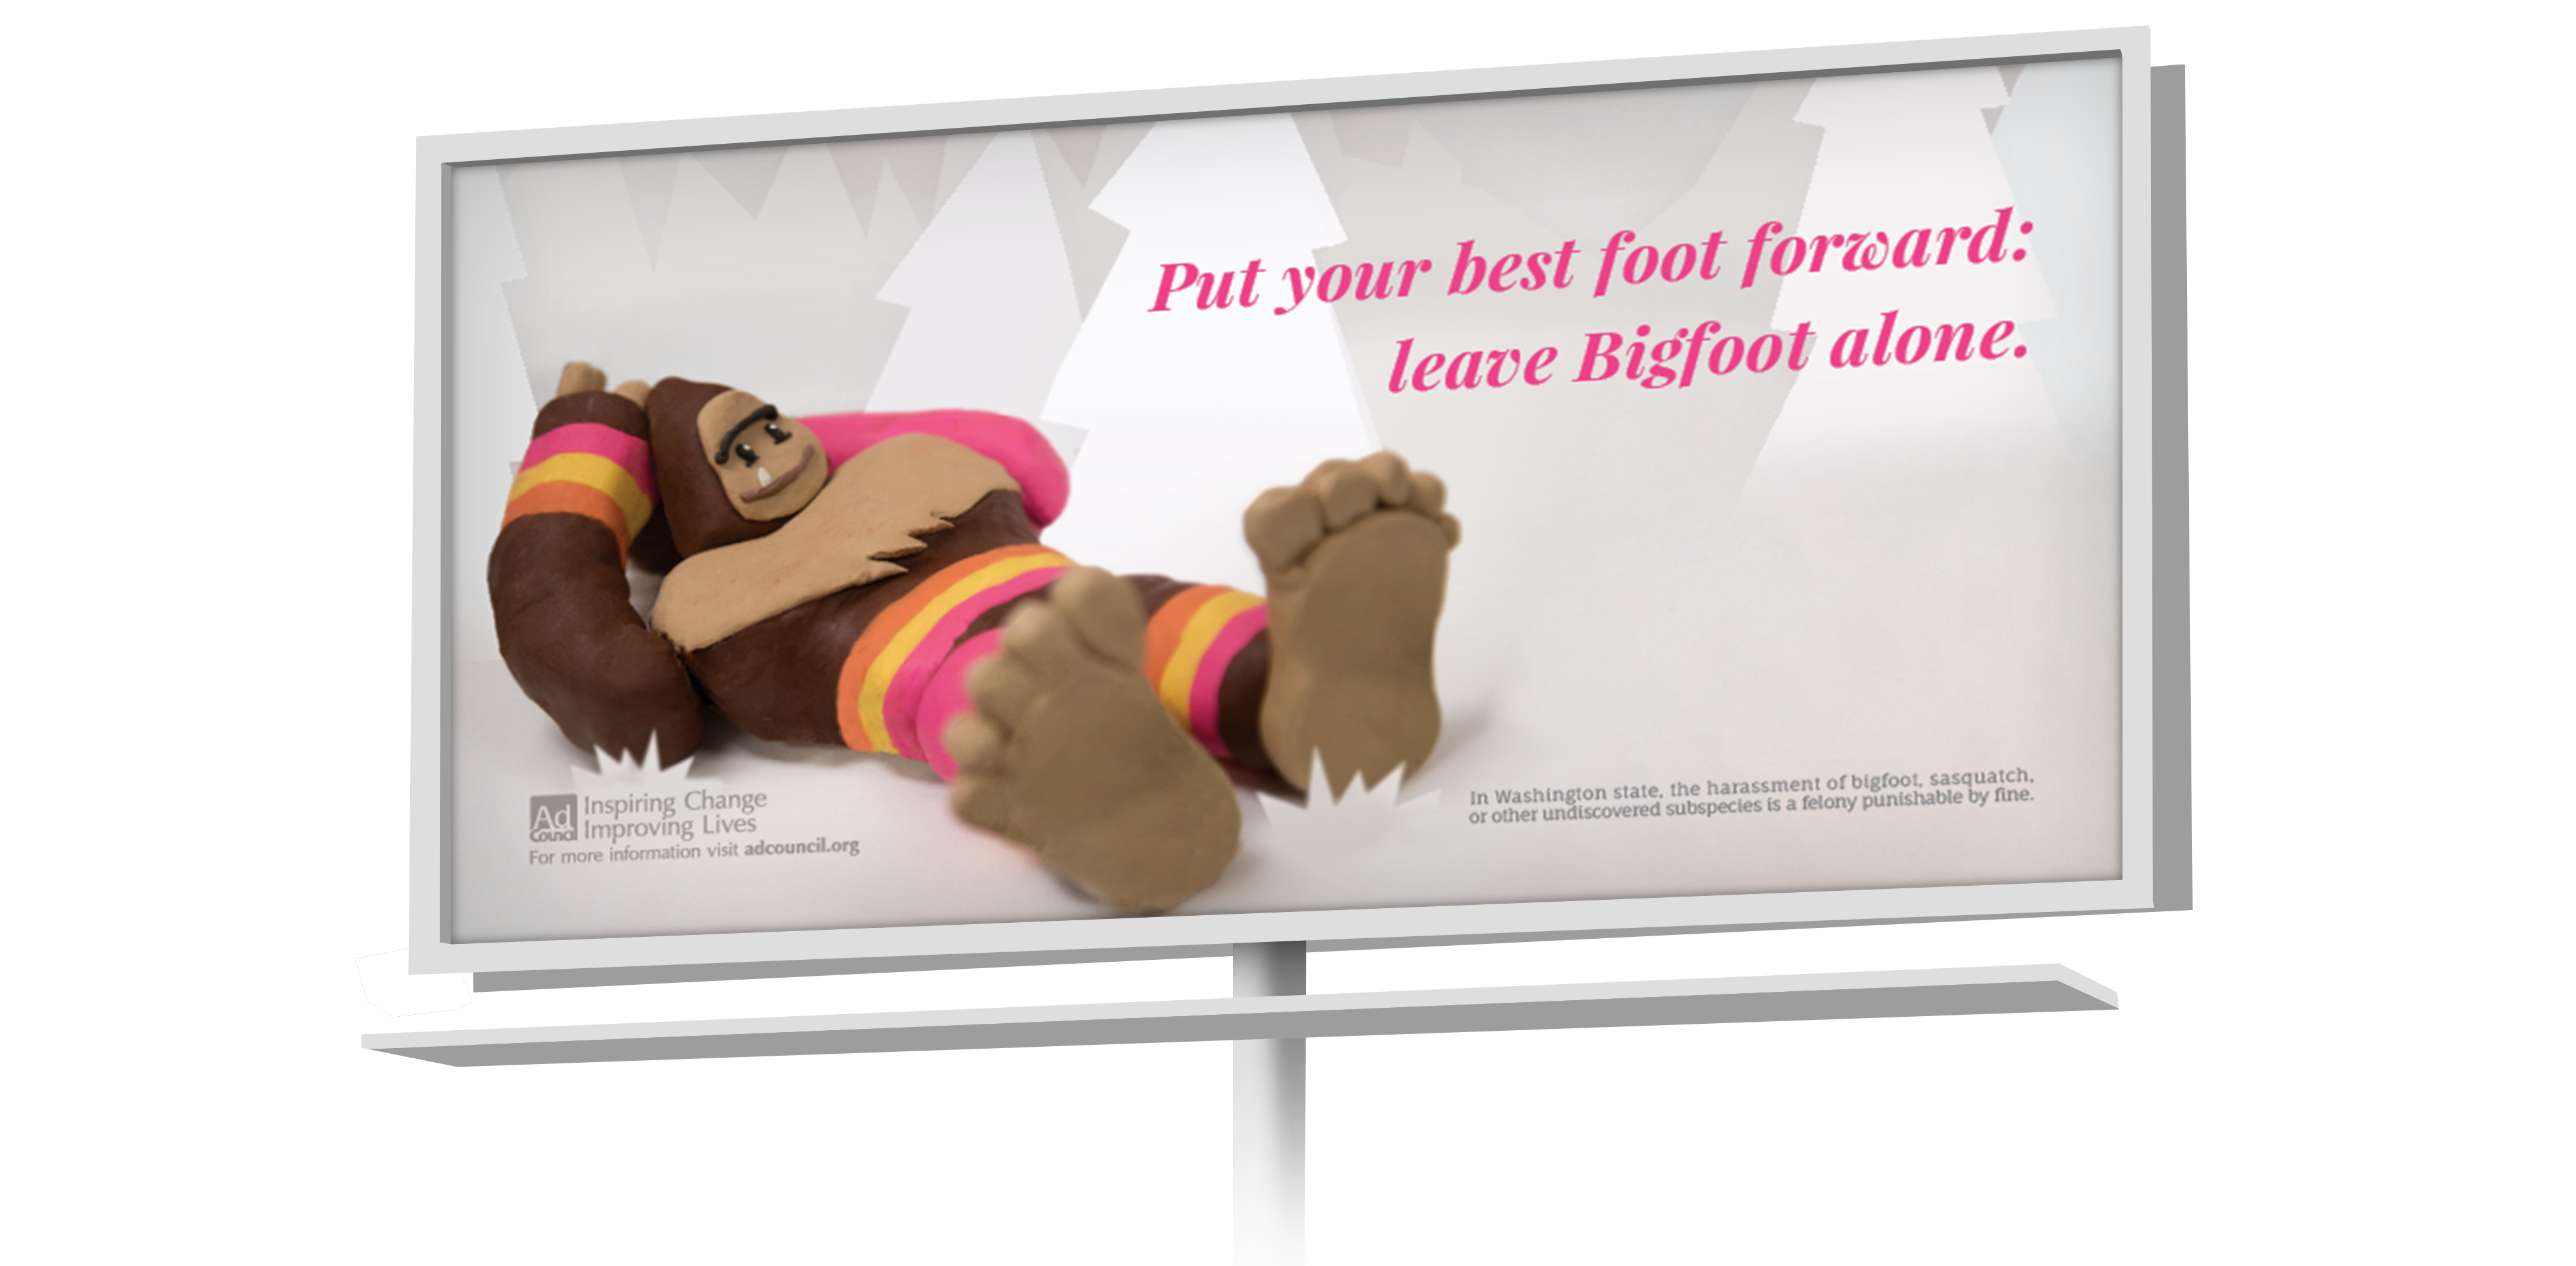 Put your best foot forward:
leave Bigfoot alone.
Ad Council
Inspiring Change
Improving Lives
For more information visit adcouncil.org
In Washington state, the harassment of bigfoot, sasquatch,
or other undiscovered subspecies is a felony punishable by fine.